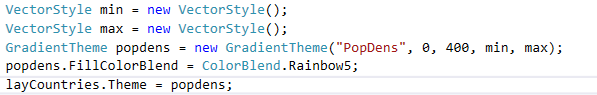 VectorStyle min = new VectorStyle();
VectorStyle max = new VectorStyle();
GradientTheme popdens = new GradientTheme("PopDens", 0, 400, min, max);
popdens.FillColorBlend = ColorBlend.Rainbow5;
layCountries.Theme = popdens;